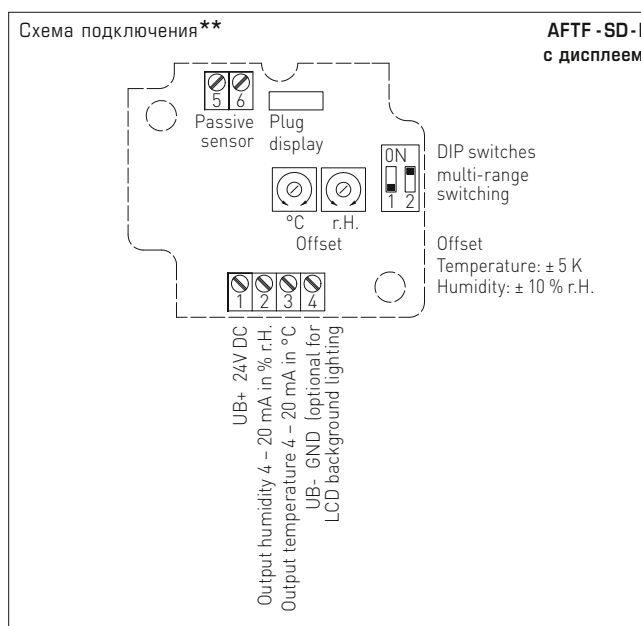 Схема подключения**
AFTF - SD - I
с дисплеем
5 6
Passive
sensor
Plug
display
ON
1 2
DIP switches
multi-range
switching
°C
r.H.
Offset
Offset
Temperature: ± 5 K
Humidity: ± 10 % r.H.
1 2 3 4
UB+ 24V DC
Output humidity 4 – 20 mA in % r.H.
Output temperature 4 – 20 mA in °C
UB- GND (optional for
LCD background lighting